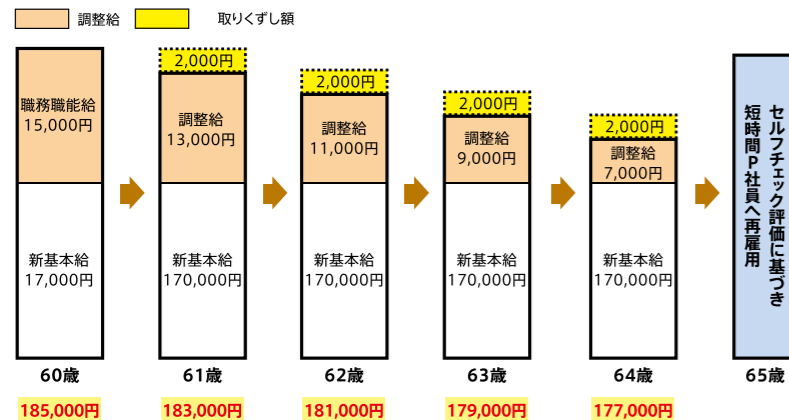 調整給
取りくずし額
職務職能給
15,000円
新基本給
17,000円
60歳
185,000円
2,000円
調整給
13,000円
新基本給
170,000円
61歳
183,000円
2,000円
調整給
11,000円
新基本給
170,000円
62歳
181,000円
2,000円
調整給
9,000円
新基本給
170,000円
63歳
179,000円
2,000円
調整給
7,000円
新基本給
170,000円
64歳
177,000円
セルフチェック評価に基づき
短時間P社員へ再雇用
65歳